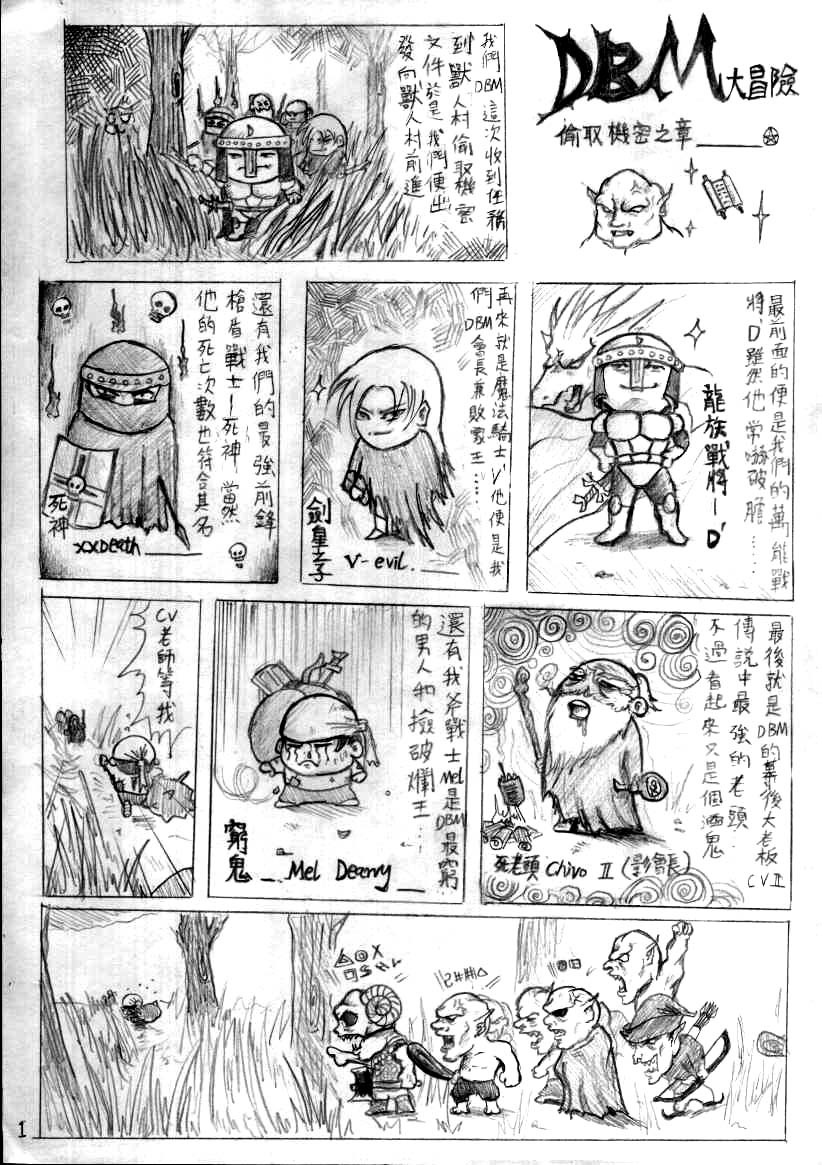 DBM大冒險
偷取機密之章
我們DBM這次收到任務
到獸人村偷取機密
文件於是我們便出
發向獸人村前進
最前面的便是我們的萬能戰
將'D'雖然他常嚇破膽……
龍族戰將-D'
再來就是魔法騎士V'他便是我
們DBM會長兼敗家王……
劍皇之子
V-evil.
還有我們的最強前鋒
槍盾戰士-死神 當然
他的死亡次數也符合其名
死神
xxDeath
最後就是DBM的幕後大老板CVII
傳說中最強的老頭
不過看起來又是個酒鬼
死老頭 Chivo II (影會長)
還有我斧戰士Mel是DBM最窮
的男人和撿破爛王…
窮鬼
Mel Deanry
CV老師等我
1